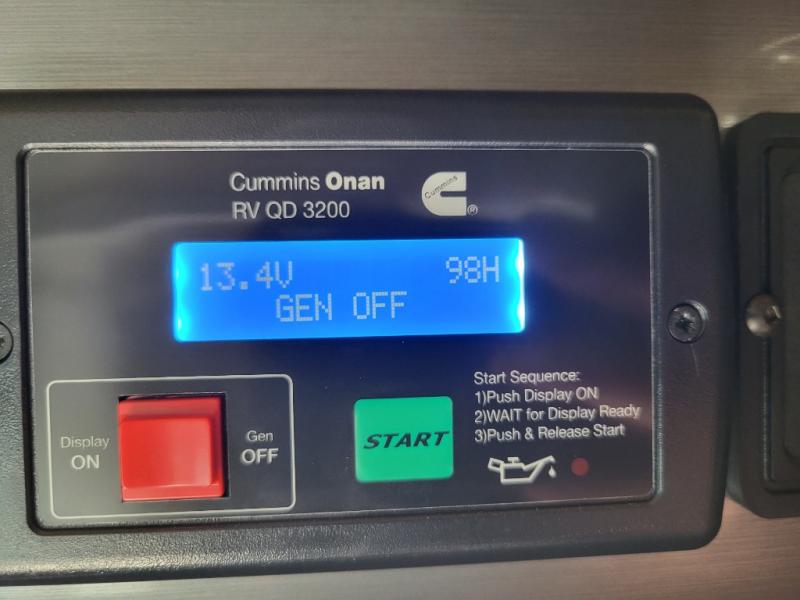 Cummins Onan
RV QD 3200
Cummins
®
13.4V 98H
GEN OFF
Display
ON
Gen
OFF
START
Start Sequence:
1)Push Display ON
2)WAIT for Display Ready
3)Push & Release Start